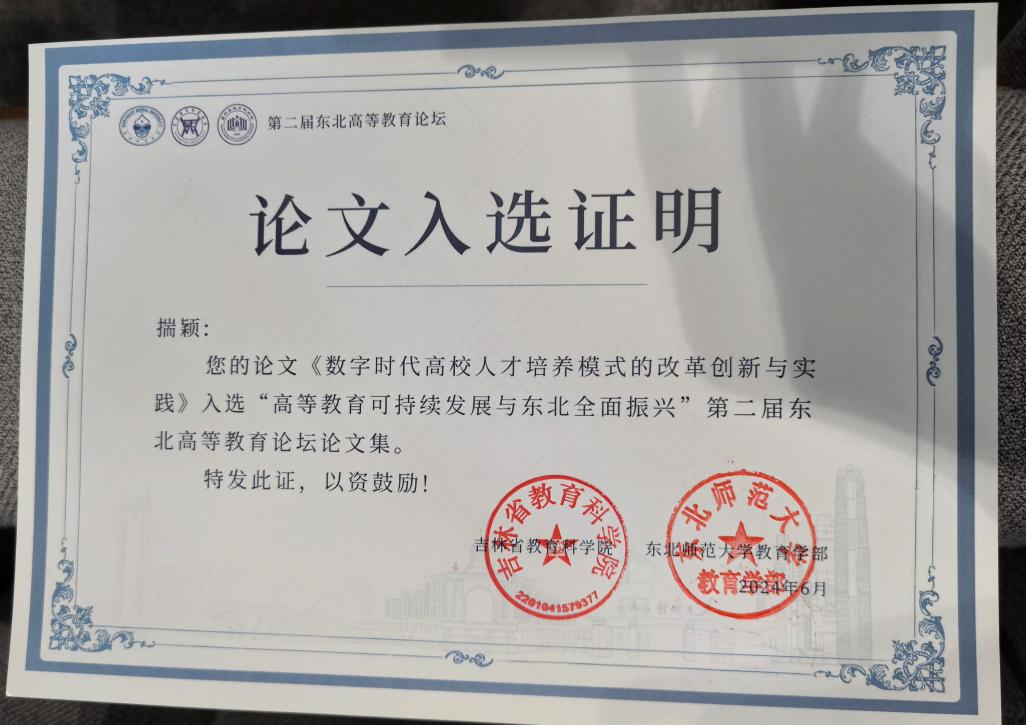 第二届东北高等教育论坛
论文入选证明
揣颖：
您的论文《数字时代高校人才培养模式的改革创新与实
践》入选“高等教育可持续发展与东北全面振兴”第二届东
北高等教育论坛论文集。
特发此证，以资鼓励！
吉林省教育科学院
2201041579377
吉林省教育科学院
东北师范大学
教育学部
东北师范大学教育学部
2024年6月